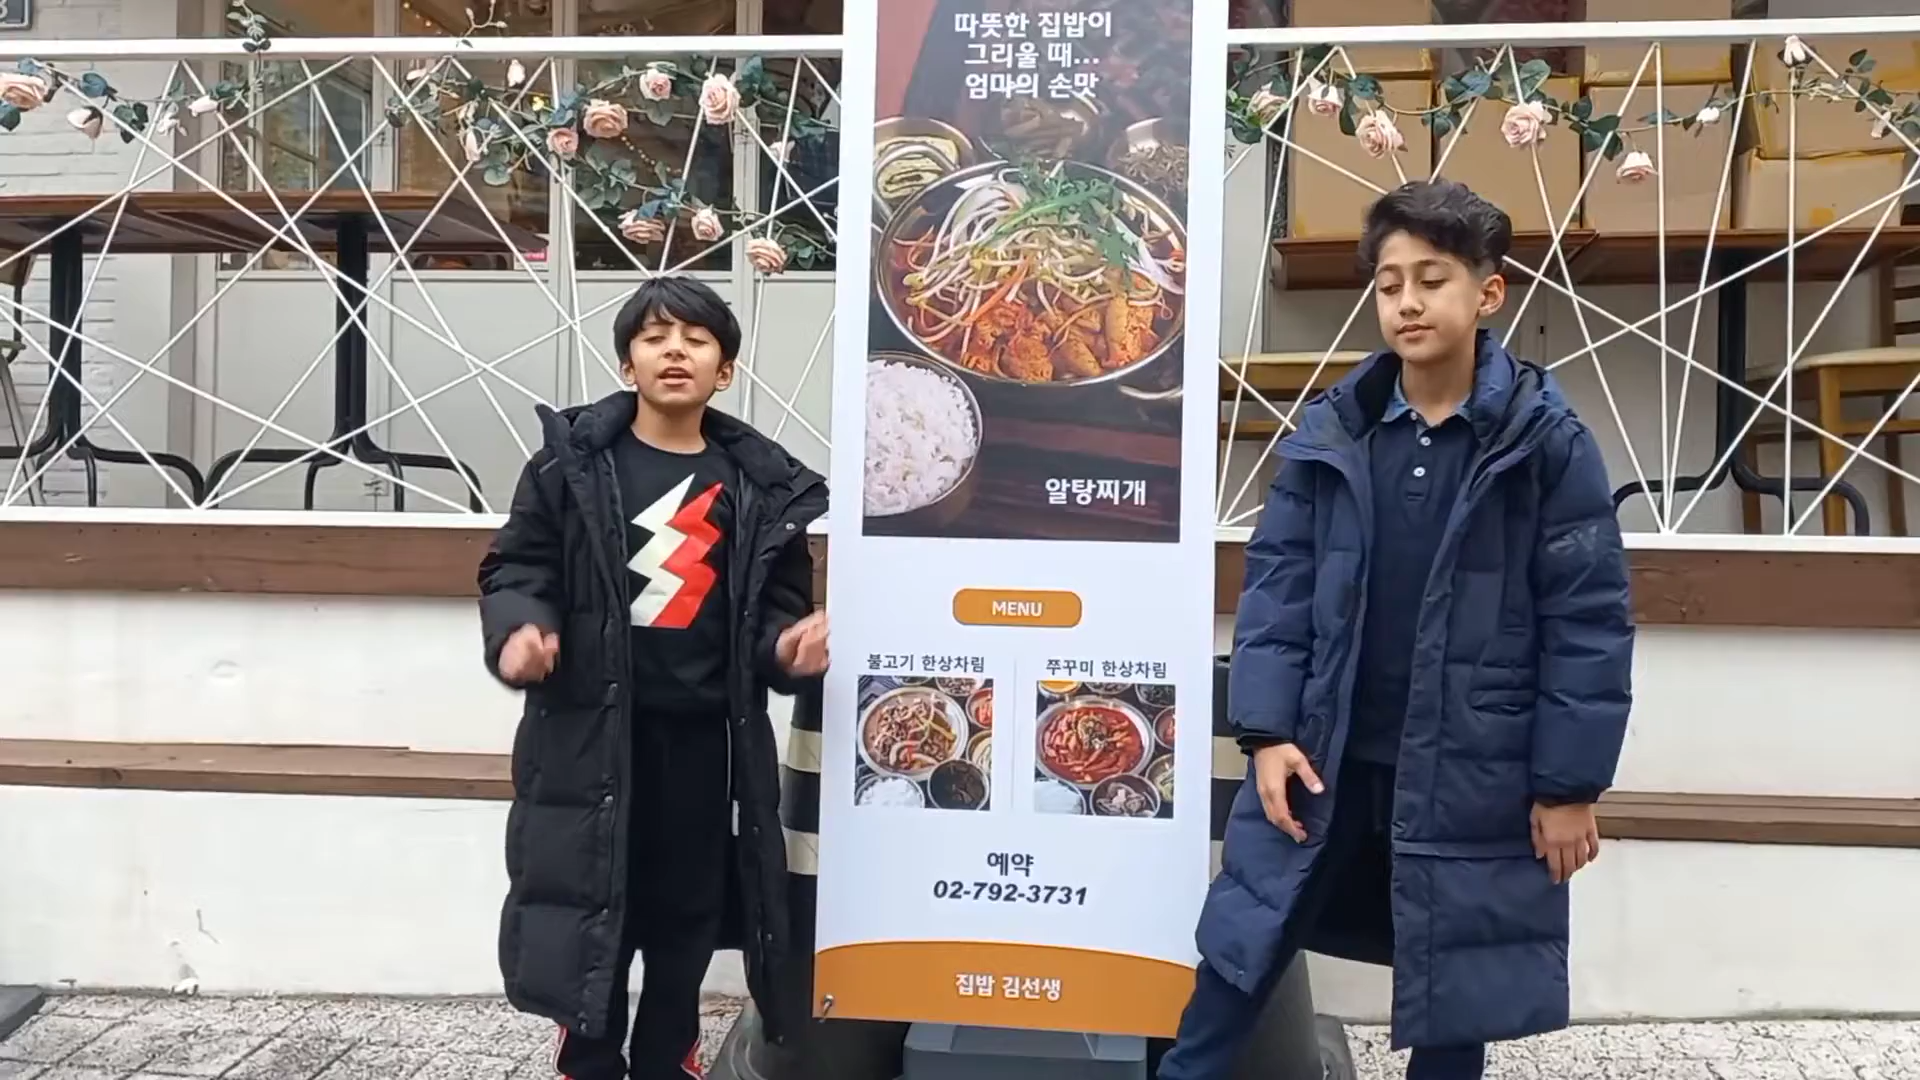 따뜻한 집밥이
그리울 때...
엄마의 손맛
알탕찌개
MENU
불고기 한상차림
쭈꾸미 한상차림
예약
02-792-3731
집밥 김선생